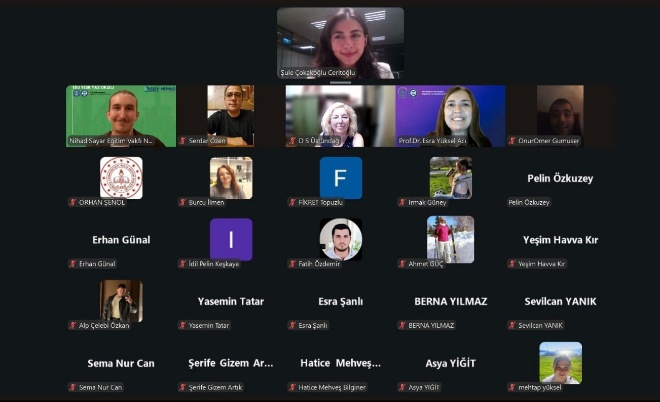 Şule Çokakoğlu Ceritoğlu
Nihad Sayar Eğitim Vakfı N...
Serdar Özen
O S Üstündağ
Prof.Dr. Esra Yüksel Acı
OnurOmer Gumuser
ORHAN ŞENOL
Burcu İlmen
F
FİKRET Topuzlu
Irmak Güney
Pelin Özkuzey
Pelin Özkuzey
Erhan Günal
Erhan Günal
I
İdil Pelin Keşkaya
Fatih Özdemir
Ahmet GÜÇ
Yeşim Havva Kır
Yeşim Havva Kır
Alp Çelebi Özkan
Yasemin Tatar
Yasemin Tatar
Esra Şanlı
Esra Şanlı
BERNA YILMAZ
BERNA YILMAZ
Sevilcan YANIK
Sevilcan YANIK
Sema Nur Can
Sema Nur Can
Şerife Gizem Ar...
Şerife Gizem Artık
Hatice Mehveş...
Hatice Mehveş Bilginer
Asya YİĞİT
Asya YİĞİT
mehtap yüksel